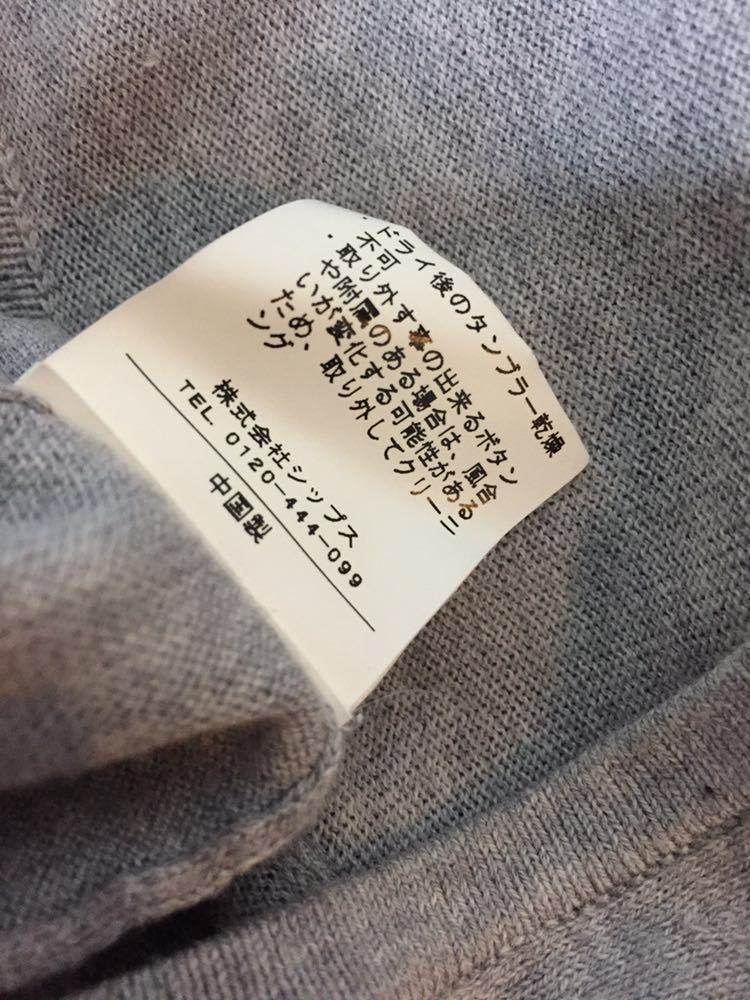 ・ドライ後のタンブラー乾燥
不可
・取り外す事の出来るボタン
や附属のある場合は、風合
いが変化する可能性がある
ため、取り外してクリーニ
ング
株式会社シップス
TEL. 0120-444-099
中国製